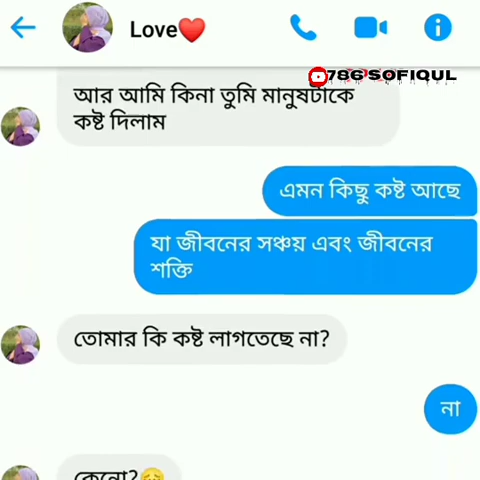 Love❤️
786 SOFIQUL
আর আমি কিনা তুমি মানুষটাকে
কষ্ট দিলাম
এমন কিছু কষ্ট আছে
যা জীবনের সঞ্চয় এবং জীবনের
শক্তি
তোমার কি কষ্ট লাগতেছে না?
না
কেনো?😔